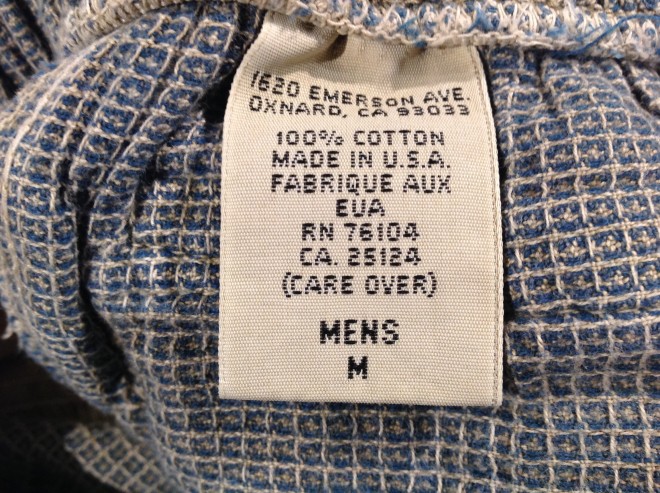 1620 EMERSON AVE.
OXNARD, CA 93033
100% COTTON
MADE IN U.S.A.
FABRIQUE AUX
EUA
RN 76104
CA. 25124
(CARE OVER)
MENS
M